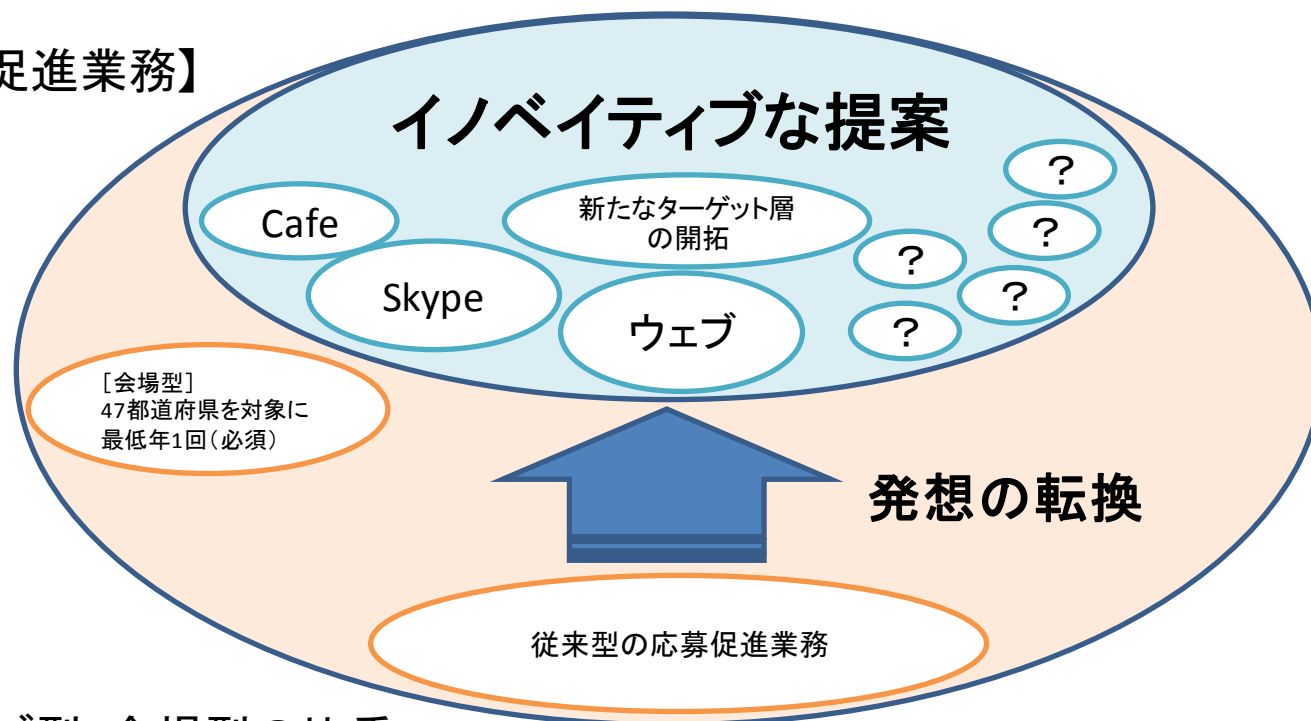 促進業務】
イノベイティブな提案
?
Cafe
新たなターゲット層
の開拓
?
?
Skype
?
ウェブ
?
[会場型]
47都道府県を対象に
最低年1回(必須)
発想の転換
従来型の応募促進業務